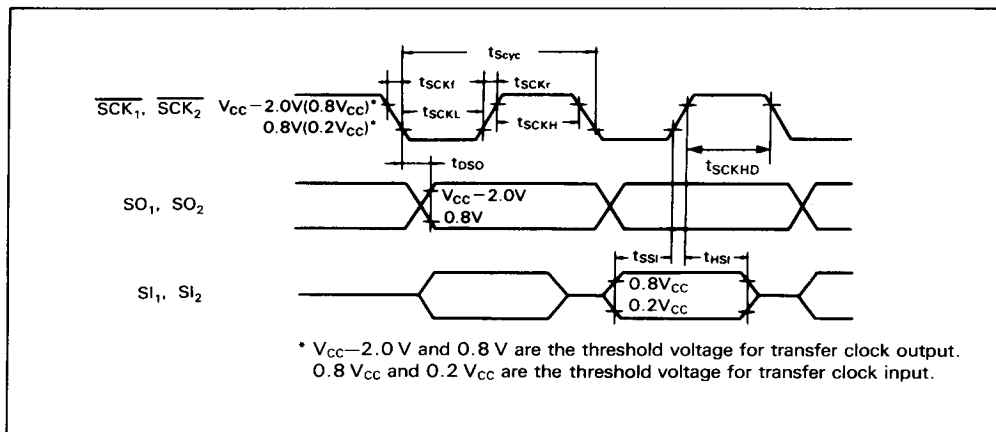 tScyc
tSCKf tSCKr
SCK1, SCK2 VCC−2.0V(0.8VCC)* tSCKL
0.8V(0.2VCC)* tSCKH
tSCKHD
tDSO
SO1, SO2 VCC−2.0V
0.8V
tSSI tHSI
SI1, SI2 0.8VCC
0.2VCC
* VCC−2.0 V and 0.8 V are the threshold voltage for transfer clock output.
0.8 VCC and 0.2 VCC are the threshold voltage for transfer clock input.